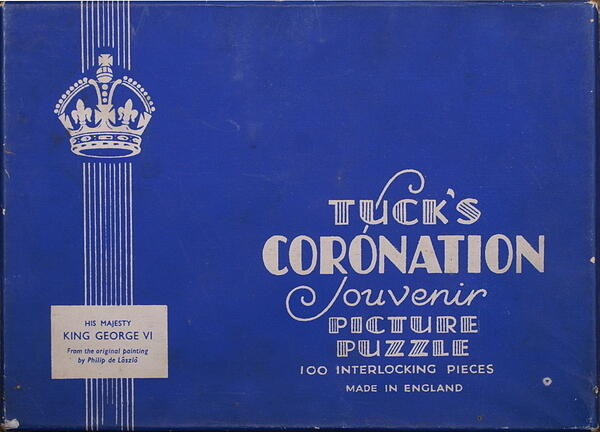 TUCK'S
CORONATION
Souvenir
PICTURE
PUZZLE
100 INTERLOCKING PIECES
MADE IN ENGLAND
HIS MAJESTY
KING GEORGE VI
From the original painting
by Philip de László